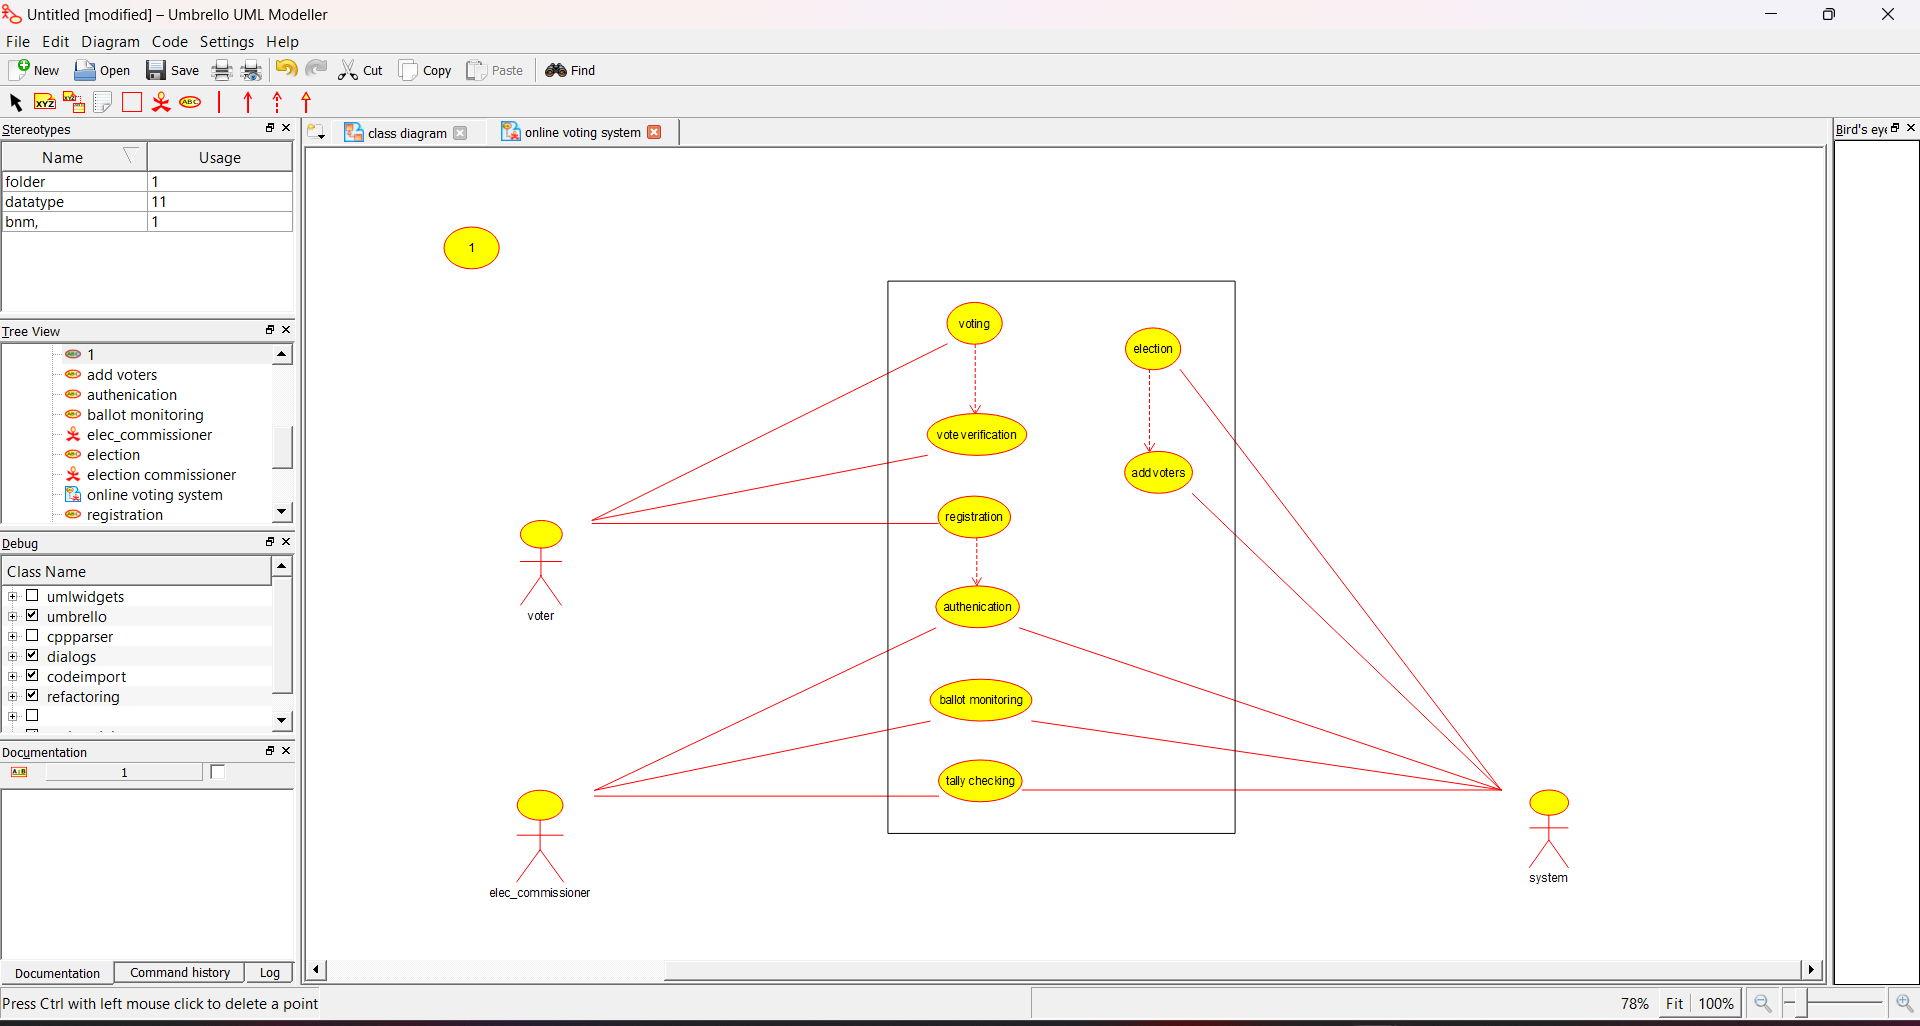 Untitled [modified] – Umbrello UML Modeller
File Edit Diagram Code Settings Help
New Open Save Cut Copy Paste Find
XYZ XYZ ABC
Stereotypes
Name Usage
folder 1
datatype 11
bnm, 1
Tree View
1
add voters
authenication
ballot monitoring
elec_commissioner
election
election commissioner
online voting system
registration
Debug
Class Name
umlwidgets
umbrello
cppparser
dialogs
codeimport
refactoring
Documentation
A B 1
Documentation Command history Log
class diagram online voting system
1
voting
election
vote verification
add voters
registration
voter
authenication
ballot monitoring
tally checking
elec_commissioner
system
Bird's eye
Press Ctrl with left mouse click to delete a point
78% Fit 100%